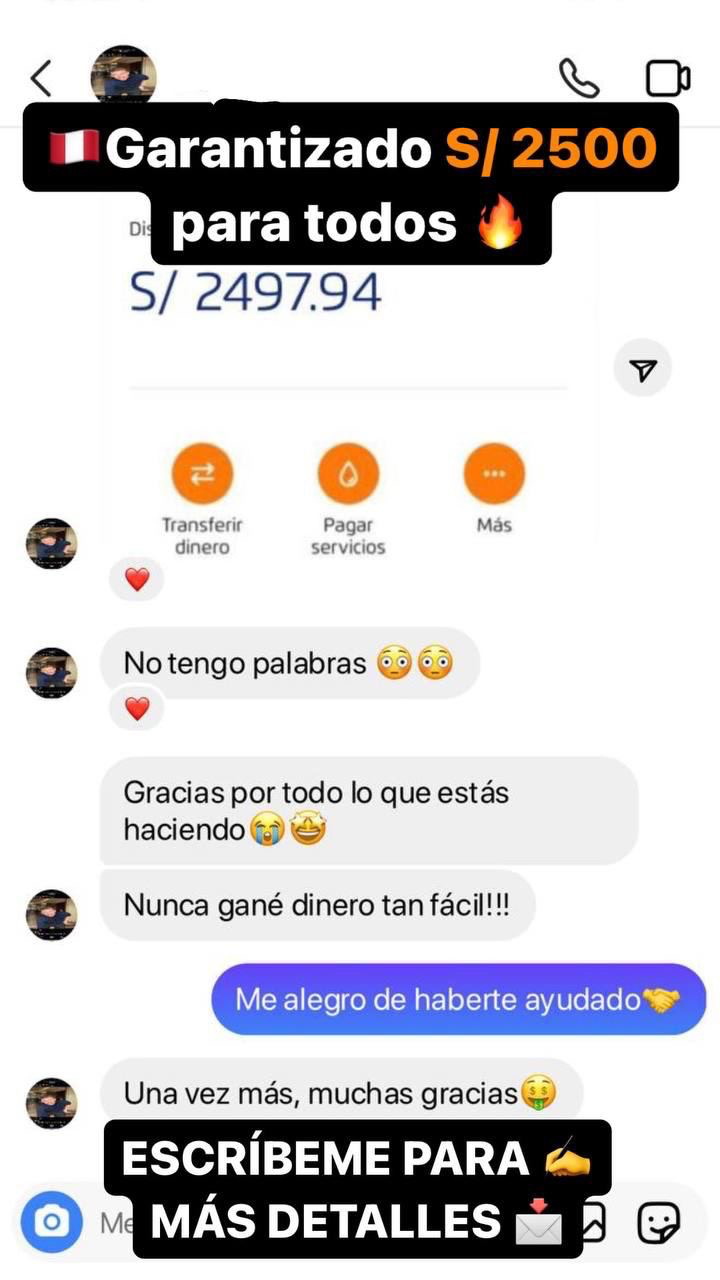 🇵🇪Garantizado S/ 2500
para todos 🔥
S/ 2497.94
Transferir
dinero
Pagar
servicios
Más
No tengo palabras 😳😳
Gracias por todo lo que estás
haciendo😭🤩
Nunca gané dinero tan fácil!!!
Me alegro de haberte ayudado🤝
Una vez más, muchas gracias🤑
ESCRÍBEME PARA ✍️
MÁS DETALLES 📩